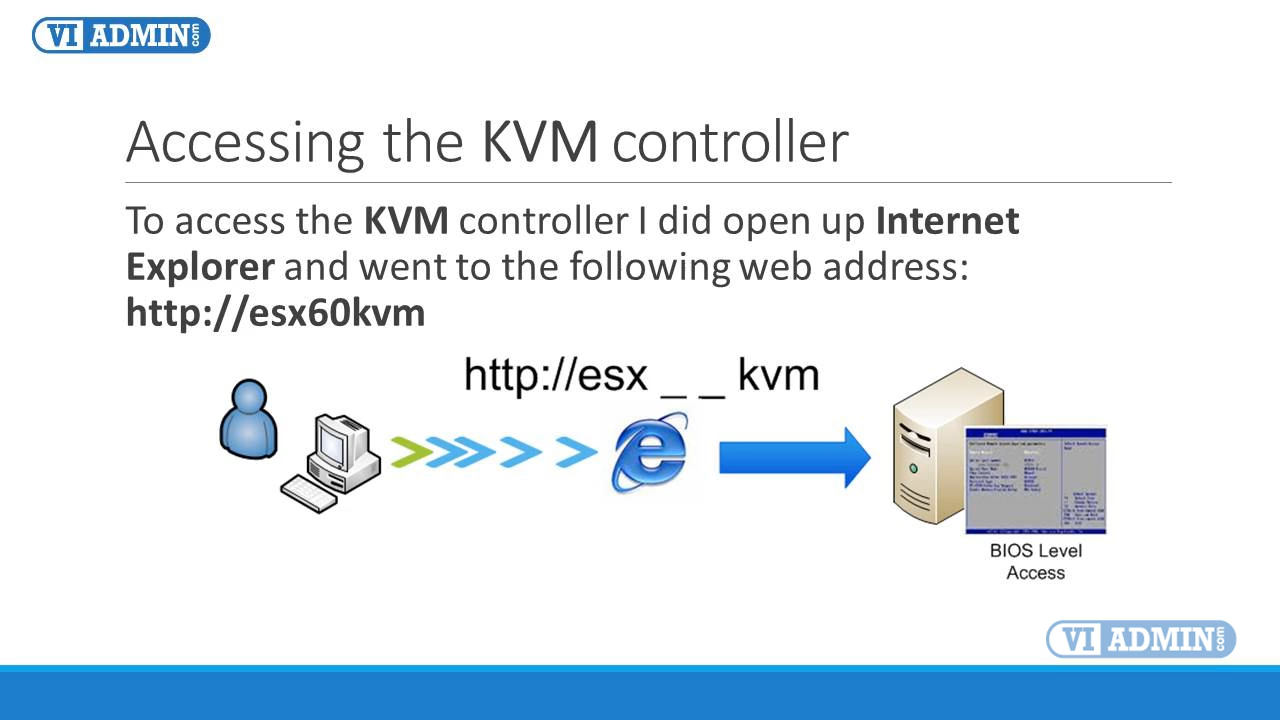 VI ADMIN.com
Accessing the KVM controller
To access the KVM controller I did open up Internet
Explorer and went to the following web address:
http://esx60kvm
http://esx _ _ kvm
BIOS Level
Access
VI ADMIN.com